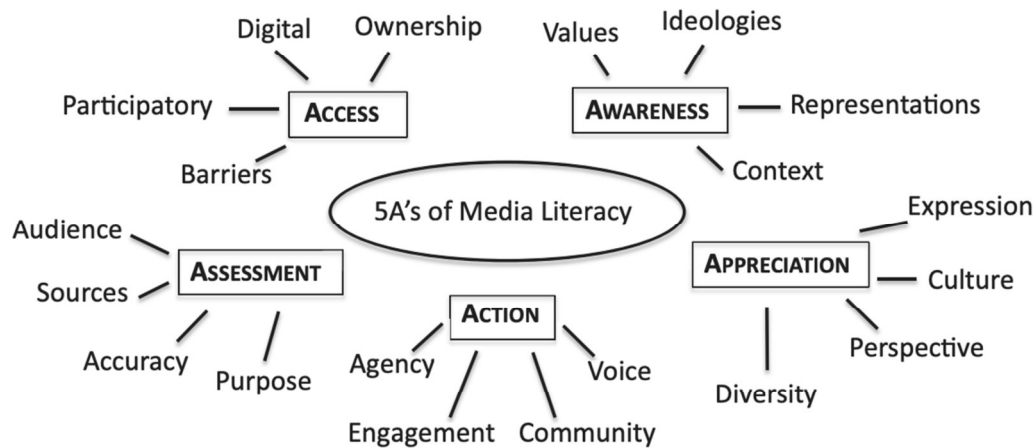 Digital
Ownership
Participatory
ACCESS
Barriers
Values
Ideologies
AWARENESS
Representations
Context
5A's of Media Literacy
Audience
ASSESSMENT
Sources
Accuracy
Purpose
ACTION
Agency
Voice
Engagement
Community
Expression
APPRECIATION
Culture
Perspective
Diversity